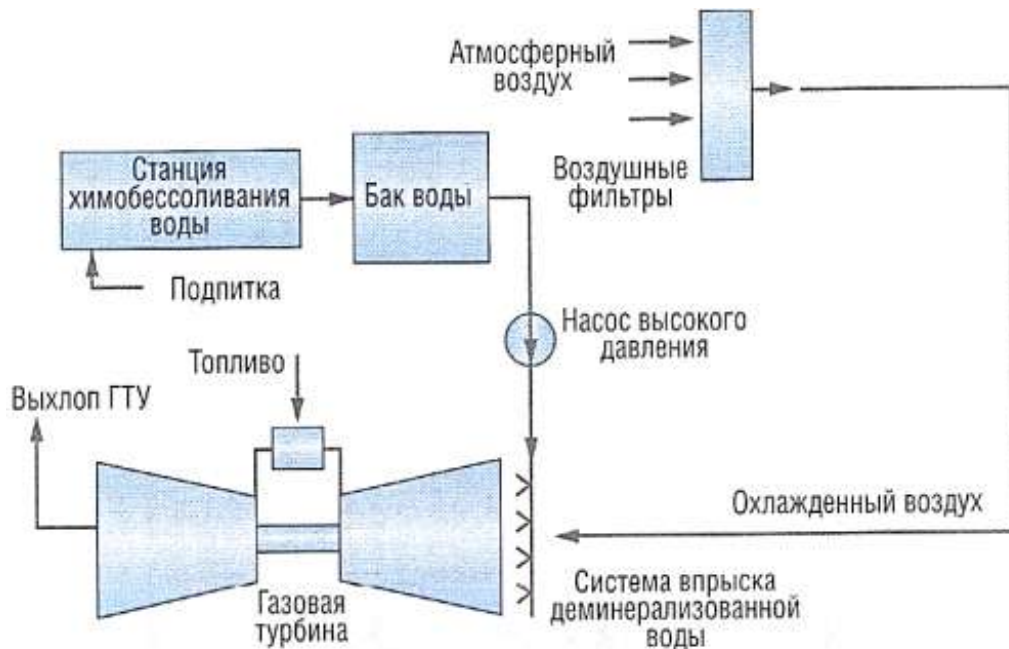 Атмосферный
воздух
Воздушные
фильтры
Станция
химобессоливания
воды
Бак воды
Подпитка
Насос высокого
давления
Топливо
Выхлоп ГТУ
Охлажденный воздух
Газовая
турбина
Система впрыска
деминерализованной
воды